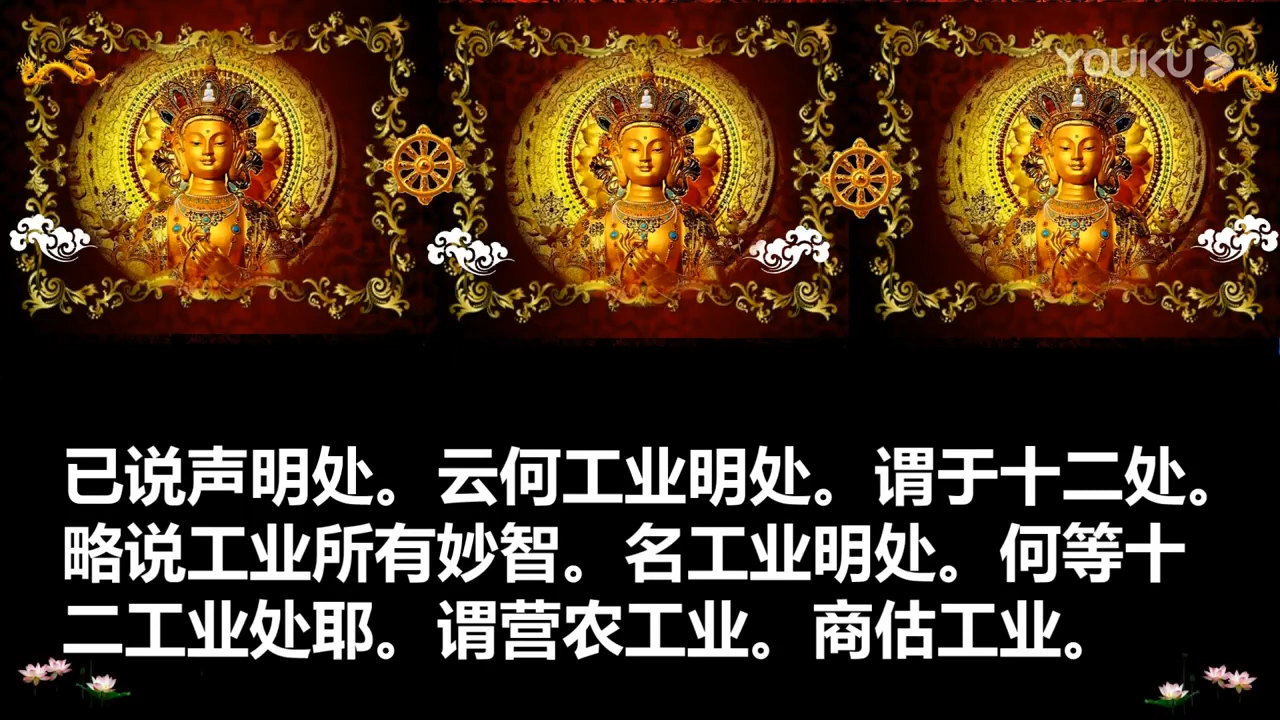 YOUKU
已说声明处。云何工业明处。谓于十二处。
略说工业所有妙智。名工业明处。何等十
二工业处耶。谓营农工业。商估工业。